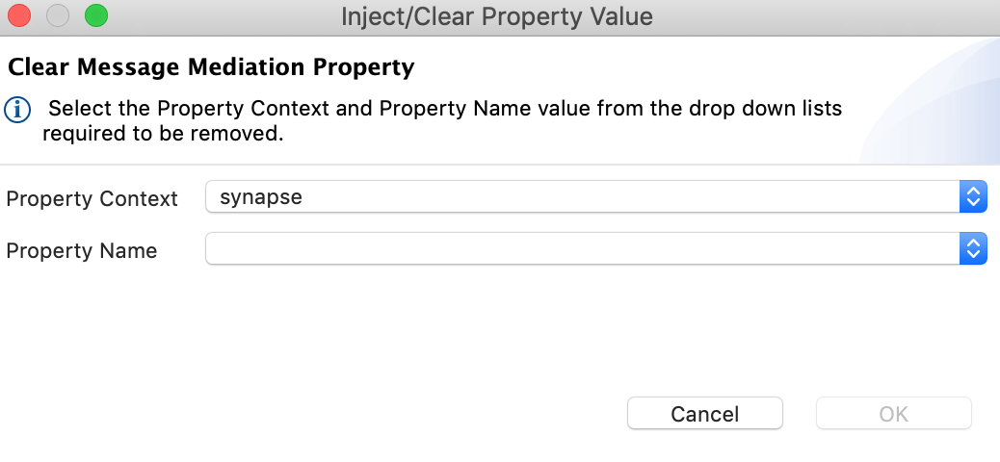 Inject/Clear Property Value
Clear Message Mediation Property
Select the Property Context and Property Name value from the drop down lists
required to be removed.
Property Context synapse
Property Name
Cancel OK